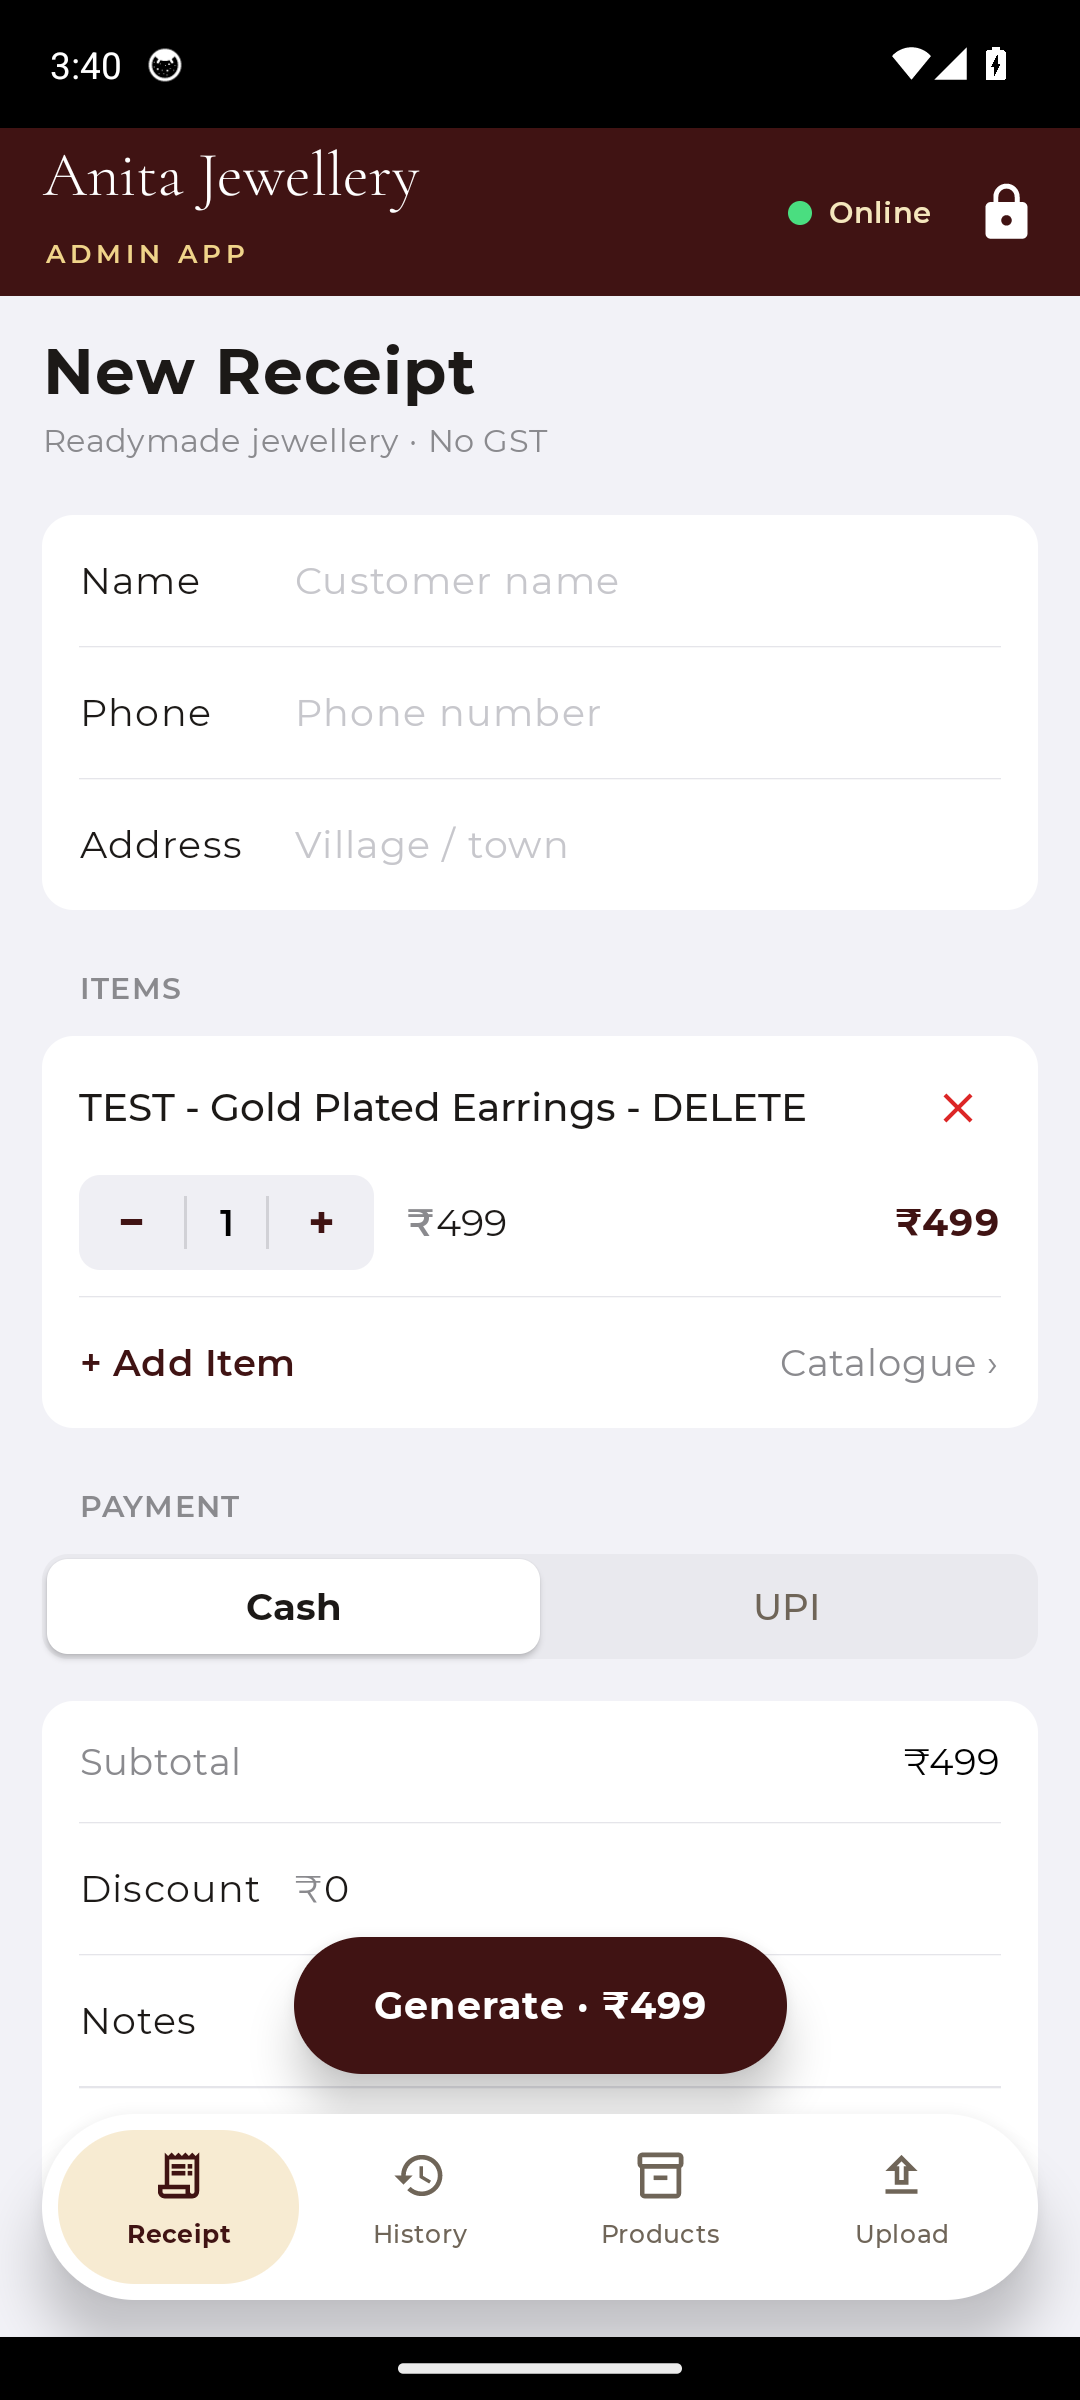 3:40
Anita Jewellery
ADMIN APP
Online
New Receipt
Readymade jewellery · No GST
Name Customer name
Phone Phone number
Address Village / town
ITEMS
TEST - Gold Plated Earrings - DELETE
− 1 + ₹499 ₹499
+ Add Item Catalogue ›
PAYMENT
Cash UPI
Subtotal ₹499
Discount ₹0
Notes
Generate · ₹499
Receipt History Products Upload